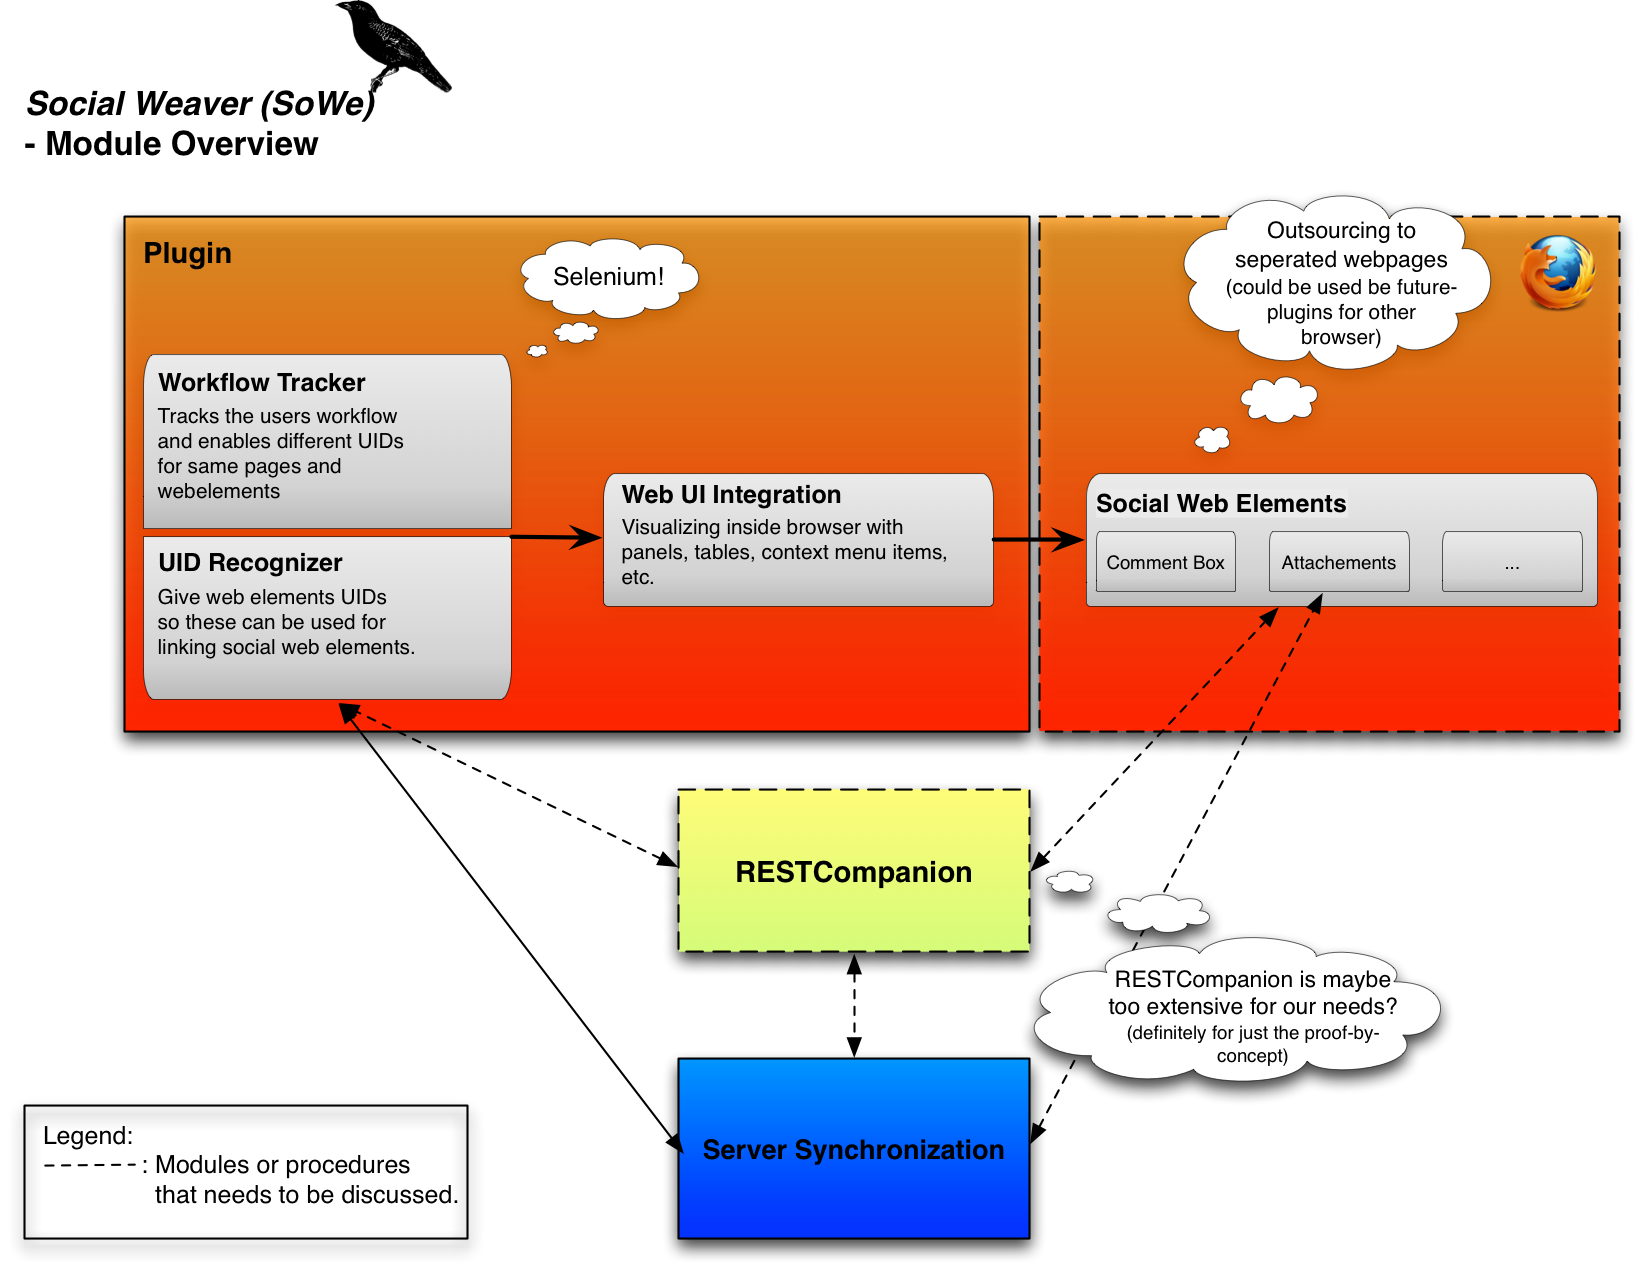 Social Weaver (SoWe)
- Module Overview
Plugin
Selenium!
Outsourcing to
seperated webpages
(could be used be future-
plugins for other
browser)
Workflow Tracker
Tracks the users workflow
and enables different UIDs
for same pages and
webelements
UID Recognizer
Give web elements UIDs
so these can be used for
linking social web elements.
Web UI Integration
Visualizing inside browser with
panels, tables, context menu items,
etc.
Social Web Elements
Comment Box
Attachements
...
RESTCompanion
RESTCompanion is maybe
too extensive for our needs?
(definitely for just the proof-by-
concept)
Server Synchronization
Legend:
: Modules or procedures
that needs to be discussed.